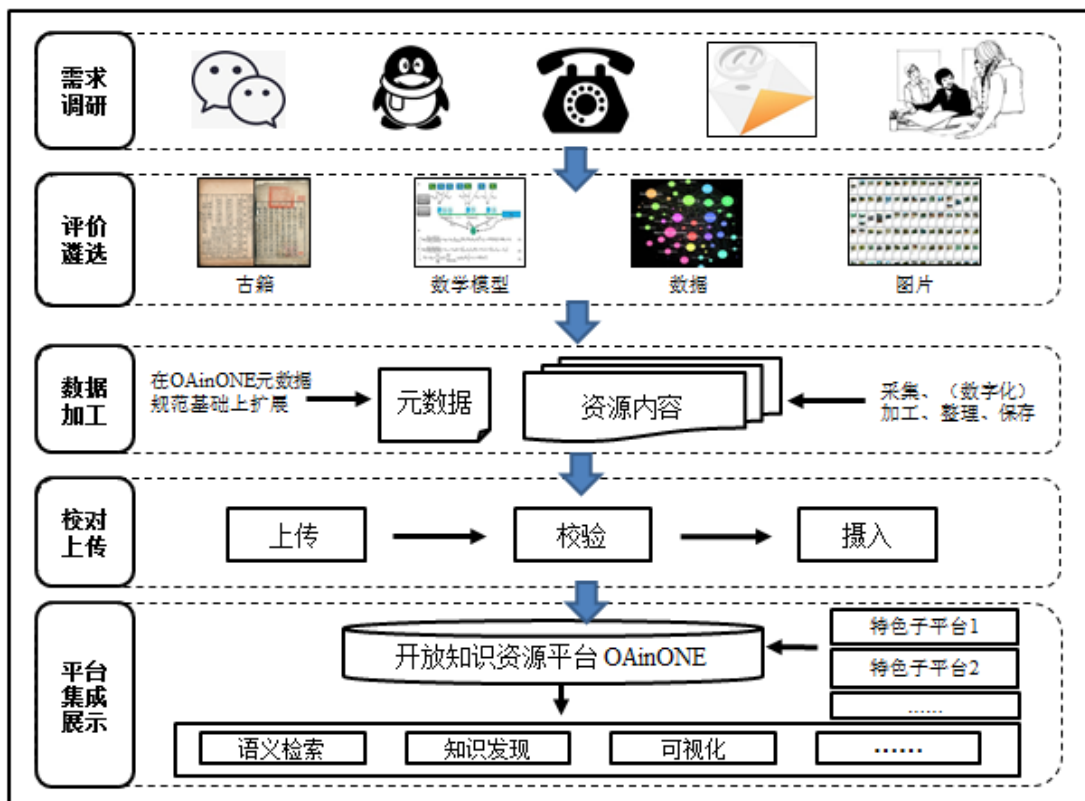 需求
调研
评价
遴选
古籍
数学模型
数据
图片
数据
加工
在OAinONE元数据
规范基础上扩展
元数据
资源内容
采集、（数字化）
加工、整理、保存
校对
上传
上传
校验
摄入
平台
集成
展示
开放知识资源平台 OAinONE
特色子平台1
特色子平台2
......
语义检索
知识发现
可视化
......